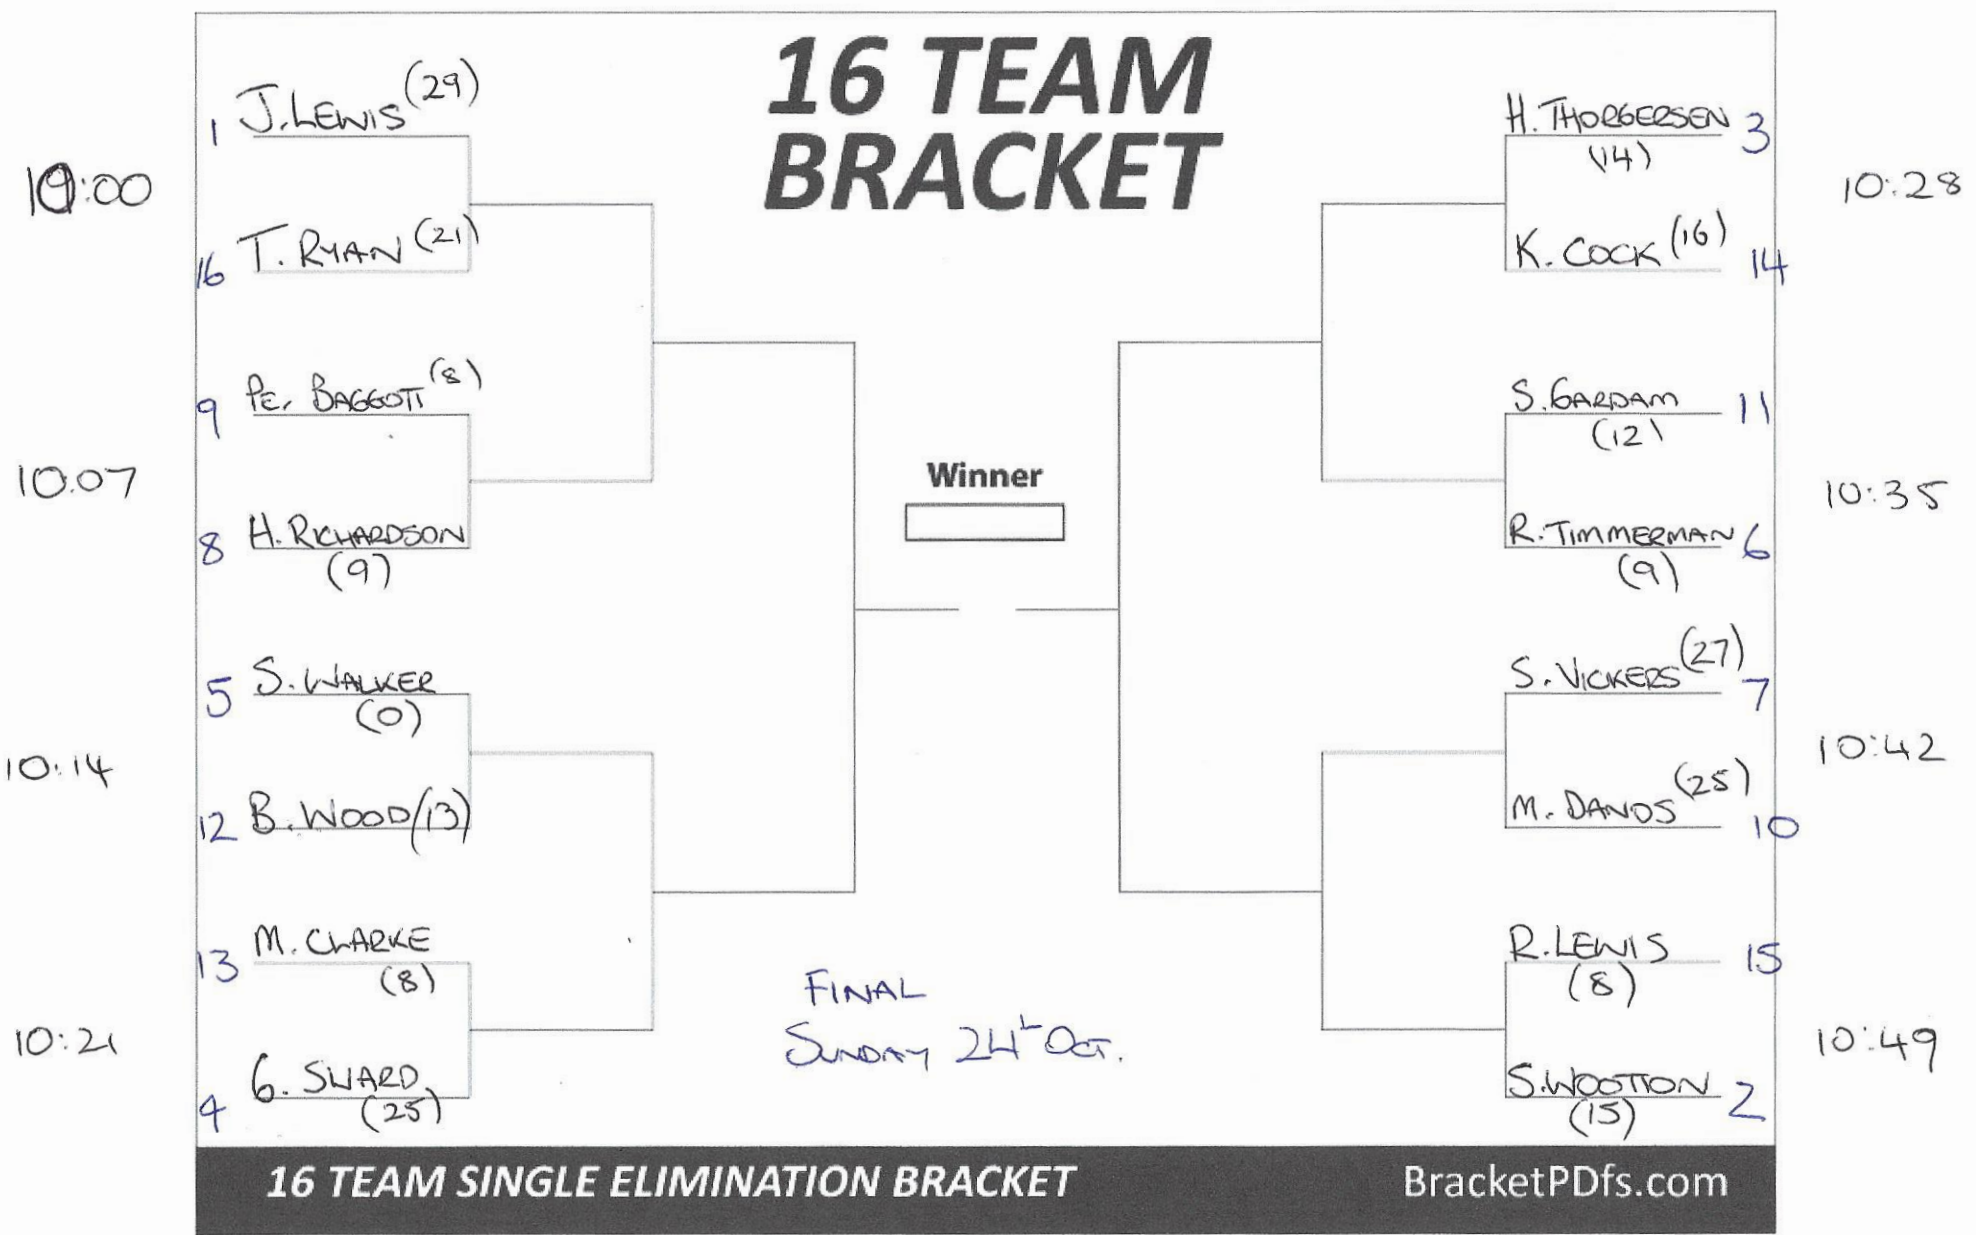 16 TEAM
BRACKET
10:00
1 J. LEWIS (29)
16 T. RYAN (21)
10.07
9 PE. BAGGOTT (8)
8 H. RICHARDSON
(9)
10:14
5 S. WALKER
(0)
12 B. WOOD (13)
10:21
13 M. CLARKE
(8)
4 G. SWARD
(25)
Winner
FINAL
SUNDAY 24th OCT.
H. THORGERSEN 3
(14)
10:28
K. COCK (16) 14
S. GARDAM 11
(12)
10:35
R. TIMMERMAN 6
(9)
S. VICKERS (27) 7
10:42
M. DANOS (25) 10
R. LEWIS 15
(8)
10:49
S. WOOTTON 2
(15)
16 TEAM SINGLE ELIMINATION BRACKET
BracketPDfs.com